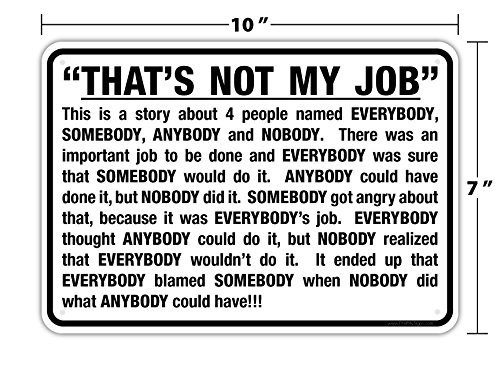 10"
"THAT'S NOT MY JOB"
This is a story about 4 people named EVERYBODY,
SOMEBODY, ANYBODY and NOBODY. There was an
important job to be done and EVERYBODY was sure
that SOMEBODY would do it. ANYBODY could have
done it, but NOBODY did it. SOMEBODY got angry about
that, because it was EVERYBODY's job. EVERYBODY
thought ANYBODY could do it, but NOBODY realized
that EVERYBODY wouldn't do it. It ended up that
EVERYBODY blamed SOMEBODY when NOBODY did
what ANYBODY could have!!!
7"